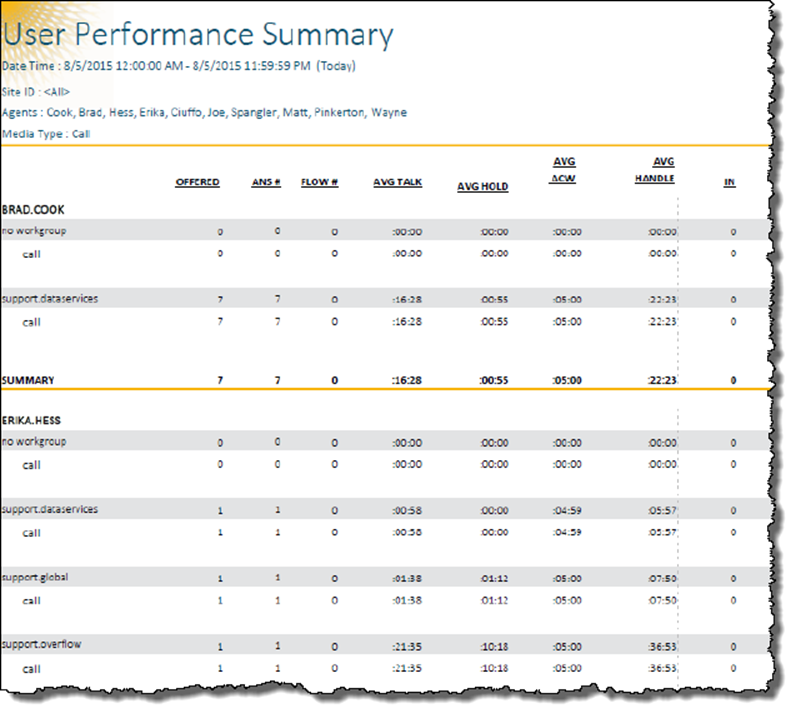 User Performance Summary
Date Time : 8/5/2015 12:00:00 AM - 8/5/2015 11:59:59 PM (Today)
Site ID : <All>
Agents : Cook, Brad, Hess, Erika, Ciuffo, Joe, Spangler, Matt, Pinkerton, Wayne
Media Type : Call
OFFERED ANS # FLOW # AVG TALK AVG HOLD AVG ACW AVG HANDLE IN
BRAD.COOK
no workgroup 0 0 0 :00:00 :00:00 :00:00 :00:00 0
call 0 0 0 :00:00 :00:00 :00:00 :00:00 0
support.dataservices 7 7 0 :16:28 :00:55 :05:00 :22:23 0
call 7 7 0 :16:28 :00:55 :05:00 :22:23 0
SUMMARY 7 7 0 :16:28 :00:55 :05:00 :22:23 0
ERIKA.HESS
no workgroup 0 0 0 :00:00 :00:00 :00:00 :00:00 0
call 0 0 0 :00:00 :00:00 :00:00 :00:00 0
support.dataservices 1 1 0 :00:58 :00:00 :04:59 :05:57 0
call 1 1 0 :00:58 :00:00 :04:59 :05:57 0
support.global 1 1 0 :01:38 :01:12 :05:00 :07:50 0
call 1 1 0 :01:38 :01:12 :05:00 :07:50 0
support.overflow 1 1 0 :21:35 :10:18 :05:00 :36:53 0
call 1 1 0 :21:35 :10:18 :05:00 :36:53 0